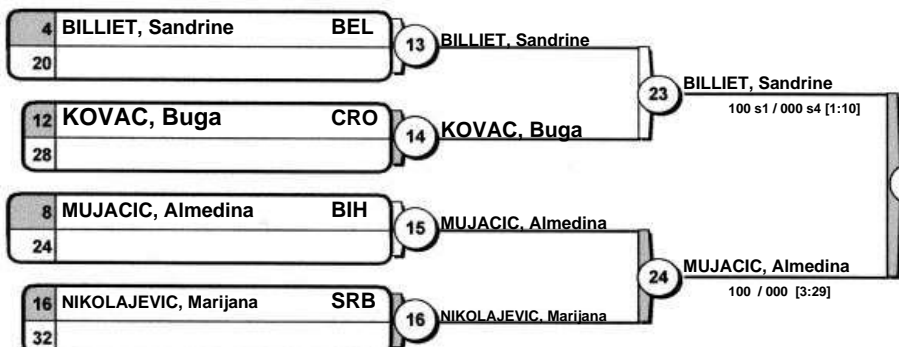 4 BILLIET, Sandrine BEL
20
13 BILLIET, Sandrine
12 KOVAC, Buga CRO
28
14 KOVAC, Buga
23 BILLIET, Sandrine
100 s1 / 000 s4 [1:10]
8 MUJACIC, Almedina BIH
24
15 MUJACIC, Almedina
16 NIKOLAJEVIC, Marijana SRB
32
16 NIKOLAJEVIC, Marijana
24 MUJACIC, Almedina
100 / 000 [3:29]